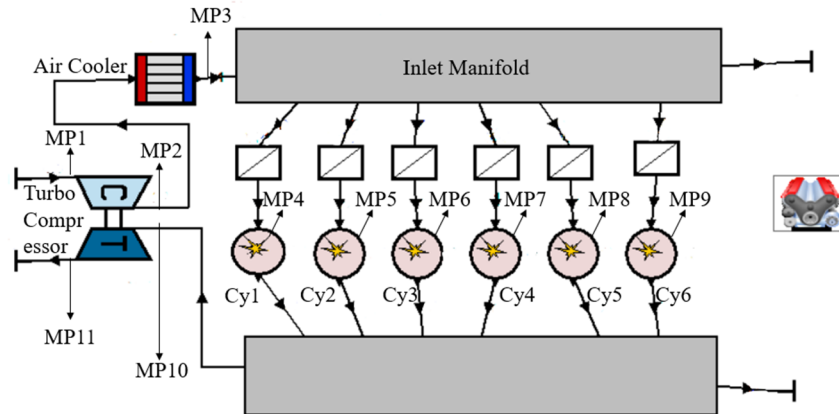 MP3
Air Cooler
Inlet Manifold
MP1
MP2
Turbo
Compr
essor
C
T
MP4
MP5
MP6
MP7
MP8
MP9
Cy1
Cy2
Cy3
Cy4
Cy5
Cy6
MP11
MP10